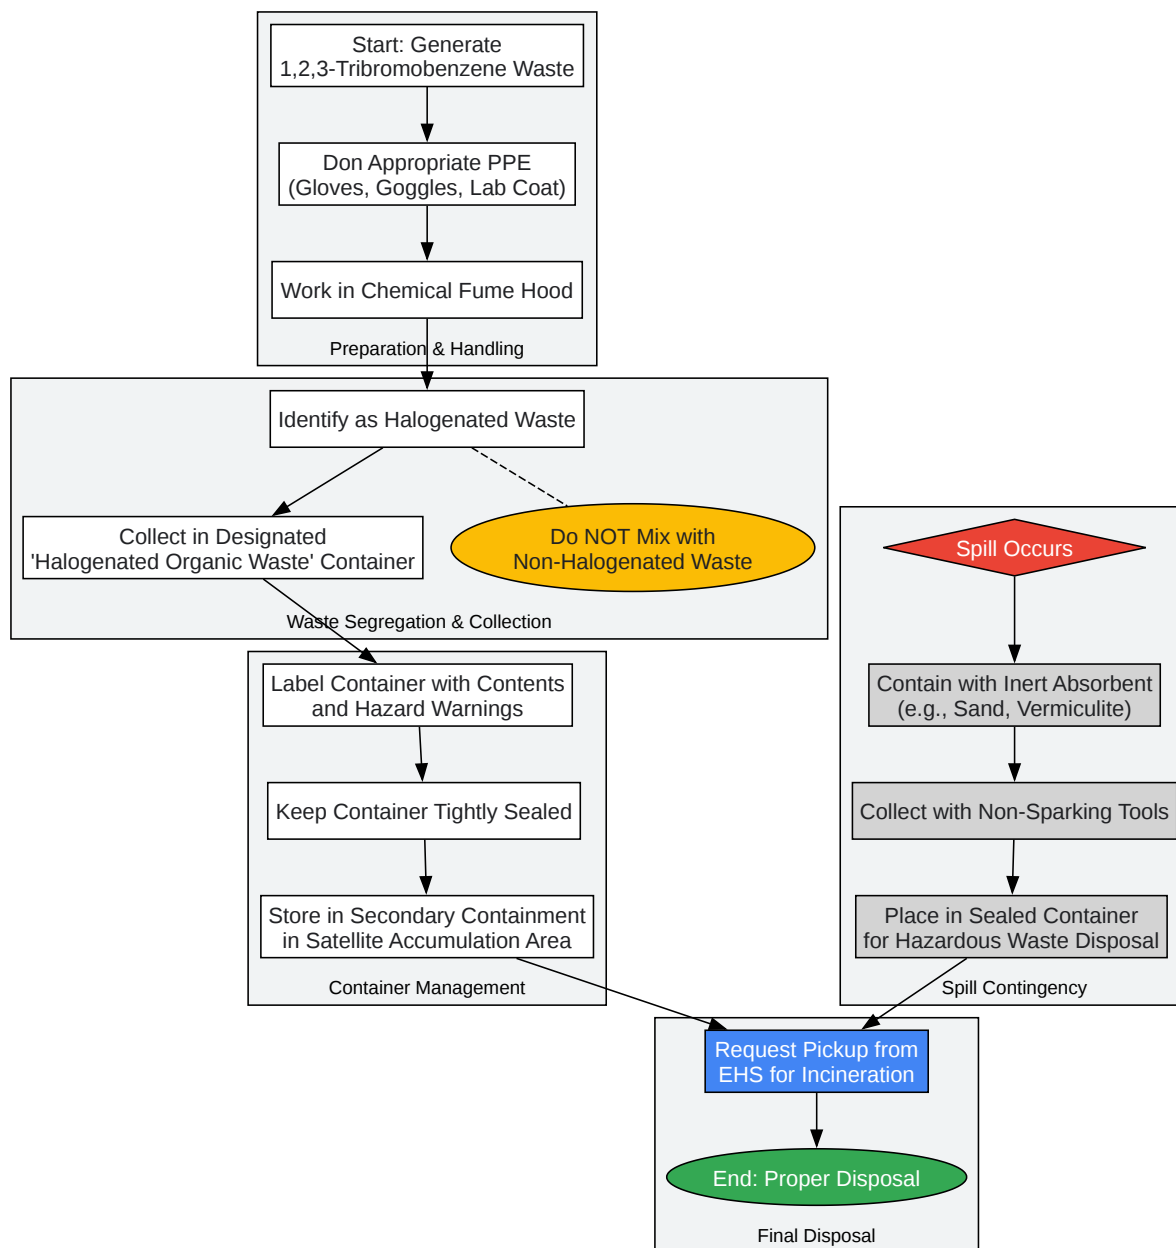 Start: Generate
1,2,3-Tribromobenzene Waste
Don Appropriate PPE
(Gloves, Goggles, Lab Coat)
Work in Chemical Fume Hood
Preparation & Handling
Identify as Halogenated Waste
Collect in Designated
'Halogenated Organic Waste' Container
Do NOT Mix with
Non-Halogenated Waste
Waste Segregation & Collection
Label Container with Contents
and Hazard Warnings
Keep Container Tightly Sealed
Store in Secondary Containment
in Satellite Accumulation Area
Container Management
Spill Occurs
Contain with Inert Absorbent
(e.g., Sand, Vermiculite)
Collect with Non-Sparking Tools
Place in Sealed Container
for Hazardous Waste Disposal
Spill Contingency
Request Pickup from
EHS for Incineration
End: Proper Disposal
Final Disposal